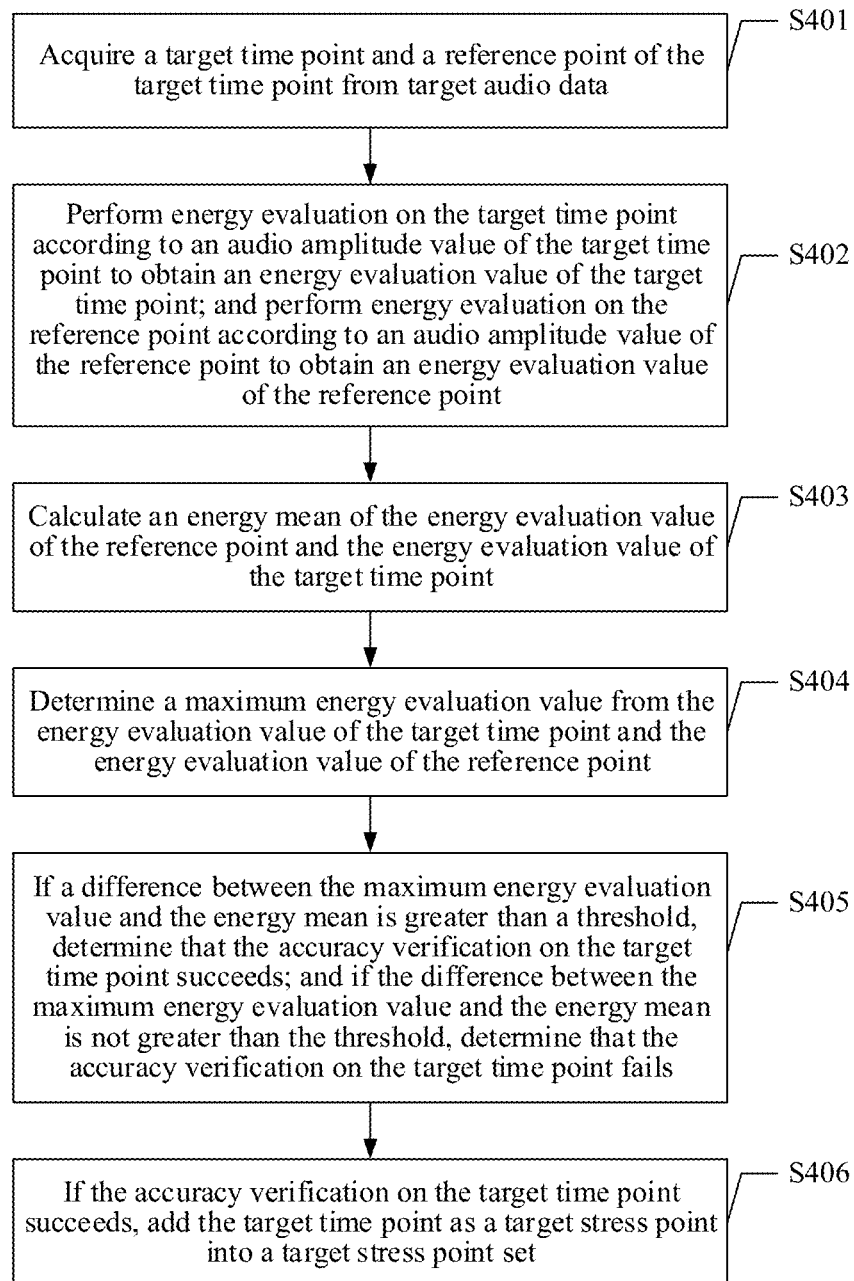 S401
Acquire a target time point and a reference point of the
target time point from target audio data
S402
Perform energy evaluation on the target time point
according to an audio amplitude value of the target time
point to obtain an energy evaluation value of the target
time point; and perform energy evaluation on the
reference point according to an audio amplitude value of
the reference point to obtain an energy evaluation value
of the reference point
S403
Calculate an energy mean of the energy evaluation value
of the reference point and the energy evaluation value of
the target time point
S404
Determine a maximum energy evaluation value from the
energy evaluation value of the target time point and the
energy evaluation value of the reference point
S405
If a difference between the maximum energy evaluation
value and the energy mean is greater than a threshold,
determine that the accuracy verification on the target
time point succeeds; and if the difference between the
maximum energy evaluation value and the energy mean
is not greater than the threshold, determine that the
accuracy verification on the target time point fails
S406
If the accuracy verification on the target time point
succeeds, add the target time point as a target stress point
into a target stress point set